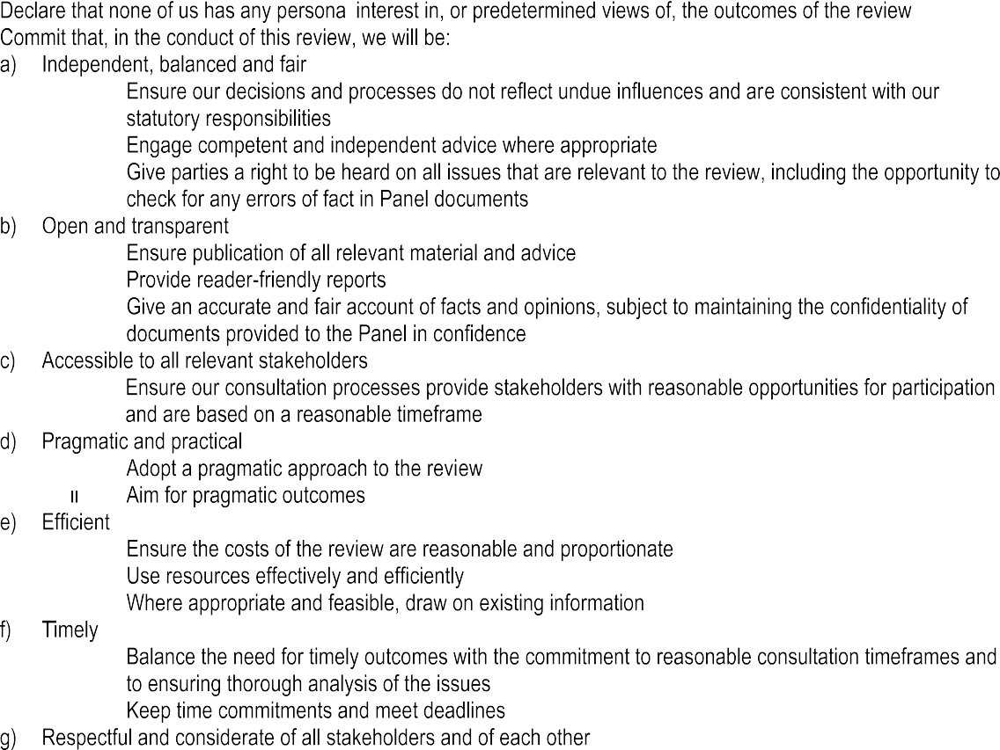 Declare that none of us has any persona interest in, or predetermined views of, the outcomes of the review
Commit that, in the conduct of this review, we will be:
a) Independent, balanced and fair
Ensure our decisions and processes do not reflect undue influences and are consistent with our
statutory responsibilities
Engage competent and independent advice where appropriate
Give parties a right to be heard on all issues that are relevant to the review, including the opportunity to
check for any errors of fact in Panel documents
b) Open and transparent
Ensure publication of all relevant material and advice
Provide reader-friendly reports
Give an accurate and fair account of facts and opinions, subject to maintaining the confidentiality of
documents provided to the Panel in confidence
c) Accessible to all relevant stakeholders
Ensure our consultation processes provide stakeholders with reasonable opportunities for participation
and are based on a reasonable timeframe
d) Pragmatic and practical
Adopt a pragmatic approach to the review
II Aim for pragmatic outcomes
e) Efficient
Ensure the costs of the review are reasonable and proportionate
Use resources effectively and efficiently
Where appropriate and feasible, draw on existing information
f) Timely
Balance the need for timely outcomes with the commitment to reasonable consultation timeframes and
to ensuring thorough analysis of the issues
Keep time commitments and meet deadlines
g) Respectful and considerate of all stakeholders and of each other